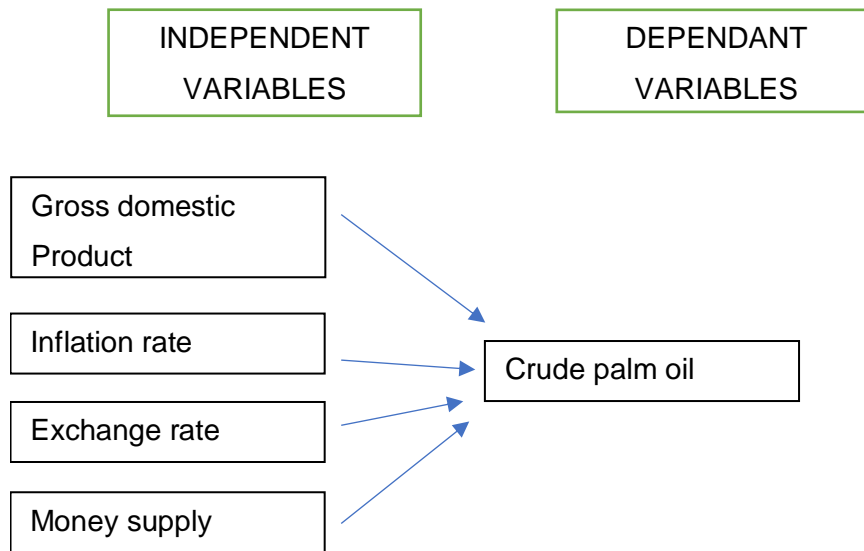 INDEPENDENT
VARIABLES
DEPENDANT
VARIABLES
Gross domestic
Product
Inflation rate
Exchange rate
Money supply
Crude palm oil